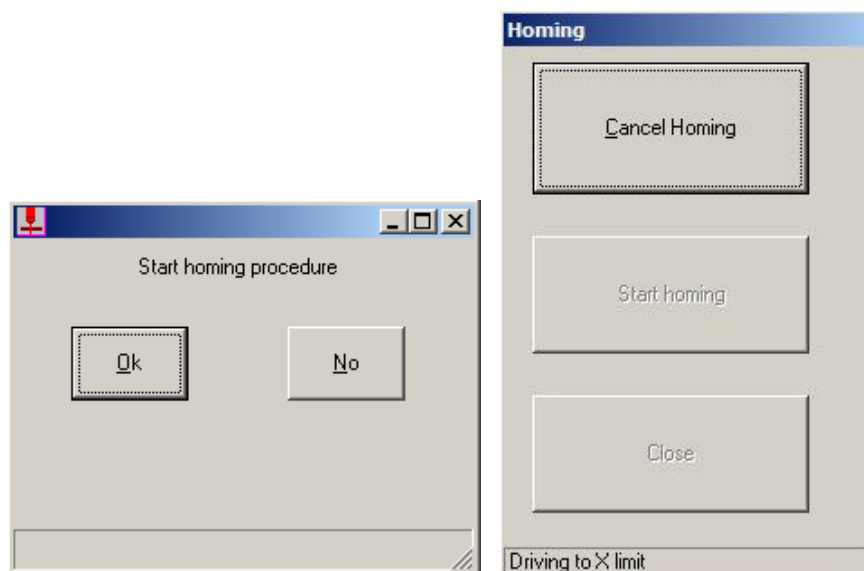 Start homing procedure
Ok
No
Homing
Cancel Homing
Start homing
Close
Driving to X limit